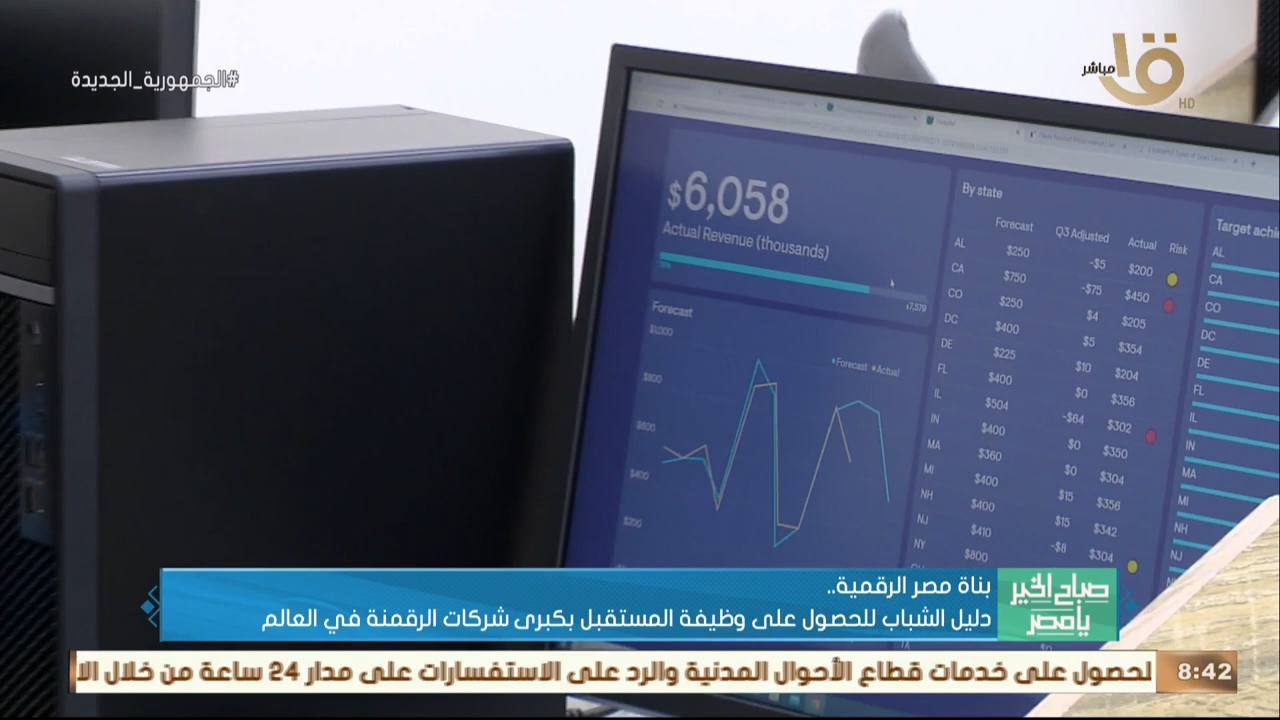 #الجمهورية_الجديدة
مباشر
HD
$6,058
Actual Revenue (thousands)
Forecast
$1,000
$800
$600
$400
$200
Forecast Actual
By state
Forecast Q3 Adjusted Actual Risk
AL $250 -$5 $200
CA $750 -$75 $450
CO $250 $4 $205
DC $400 $5 $354
DE $225 $10 $204
FL $400 $0 $356
IL $504 -$64 $302
IN $400 $0 $350
MA $360 $0 $304
MI $400 $15 $356
NH $400 $15 $342
NJ $410 -$8 $304
NY $800
Target
AL
CA
CO
DC
DE
FL
IL
IN
MA
MI
NH
NJ
صباح الخير يا مصر
بناة مصر الرقمية..
دليل الشباب للحصول على وظيفة المستقبل بكبرى شركات الرقمنة في العالم
لحصول على خدمات قطاع الأحوال المدنية والرد على الاستفسارات على مدار 24 ساعة من خلال الا
8:42